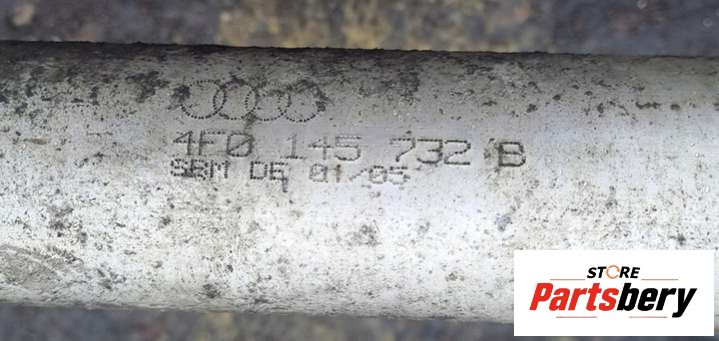 4F0 145 732 B
SBM DE 01/05
STORE
Partsbery